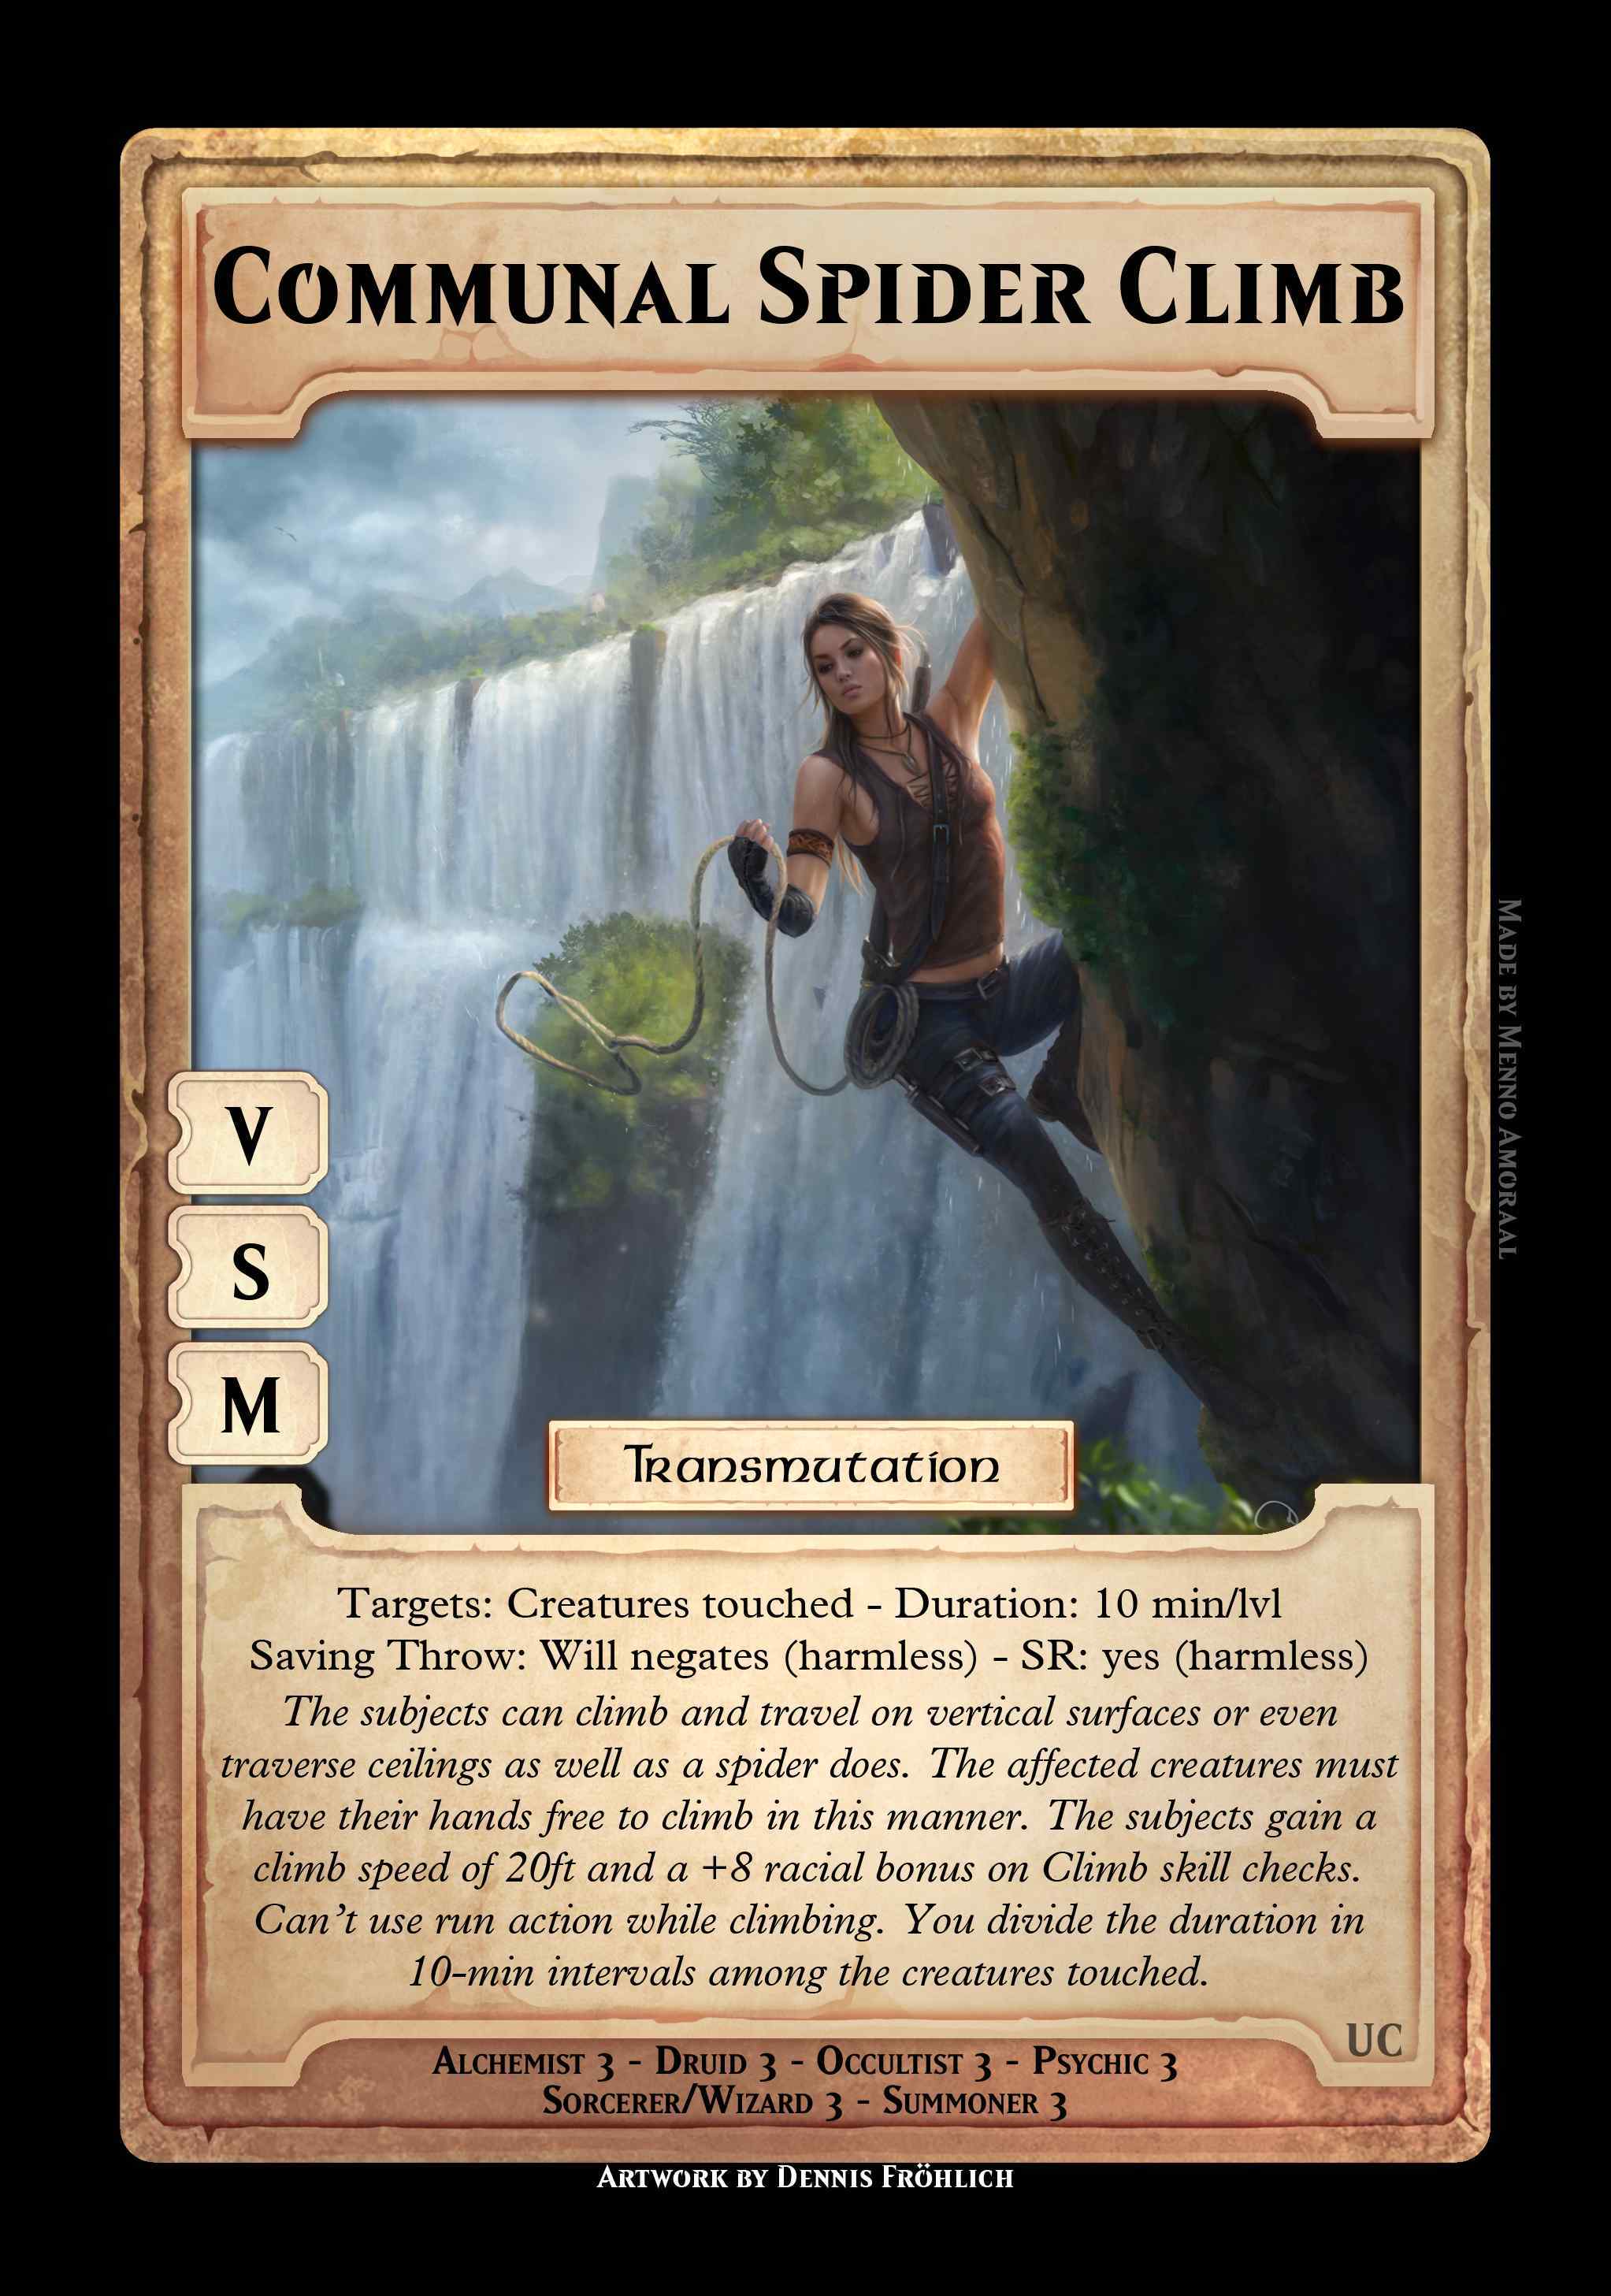 Communal Spider Climb
V
S
M
Transmutation
Targets: Creatures touched - Duration: 10 min/lvl
Saving Throw: Will negates (harmless) - SR: yes (harmless)
The subjects can climb and travel on vertical surfaces or even
traverse ceilings as well as a spider does. The affected creatures must
have their hands free to climb in this manner. The subjects gain a
climb speed of 20ft and a +8 racial bonus on Climb skill checks.
Can't use run action while climbing. You divide the duration in
10-min intervals among the creatures touched.
UC
Alchemist 3 - Druid 3 - Occultist 3 - Psychic 3
Sorcerer/Wizard 3 - Summoner 3
Artwork by Dennis Fröhlich
Made by Menno Amoraal